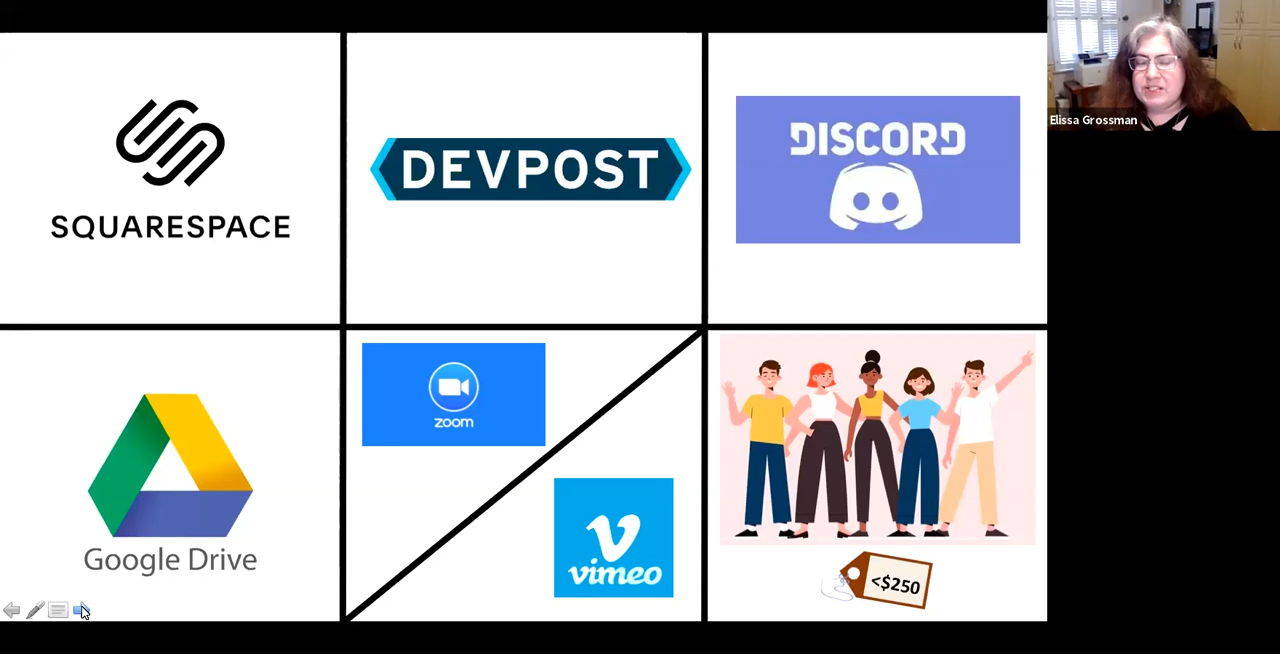 SQUARESPACE
DEVPOST
DISCORD
Elissa Grossman
Google Drive
zoom
vimeo
<$250